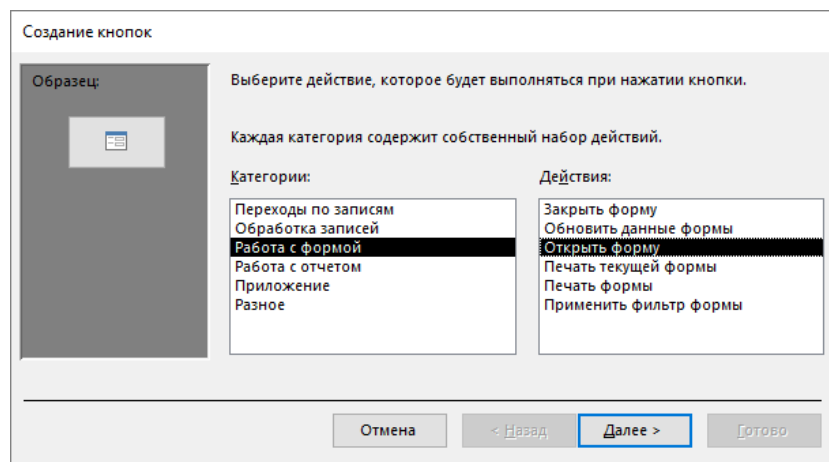 Создание кнопок
Образец:
Выберите действие, которое будет выполняться при нажатии кнопки.
Каждая категория содержит собственный набор действий.
Категории:
Переходы по записям
Обработка записей
Работа с формой
Работа с отчетом
Приложение
Разное
Действия:
Закрыть форму
Обновить данные формы
Открыть форму
Печать текущей формы
Печать формы
Применить фильтр формы
Отмена
< Назад
Далее >
Готово